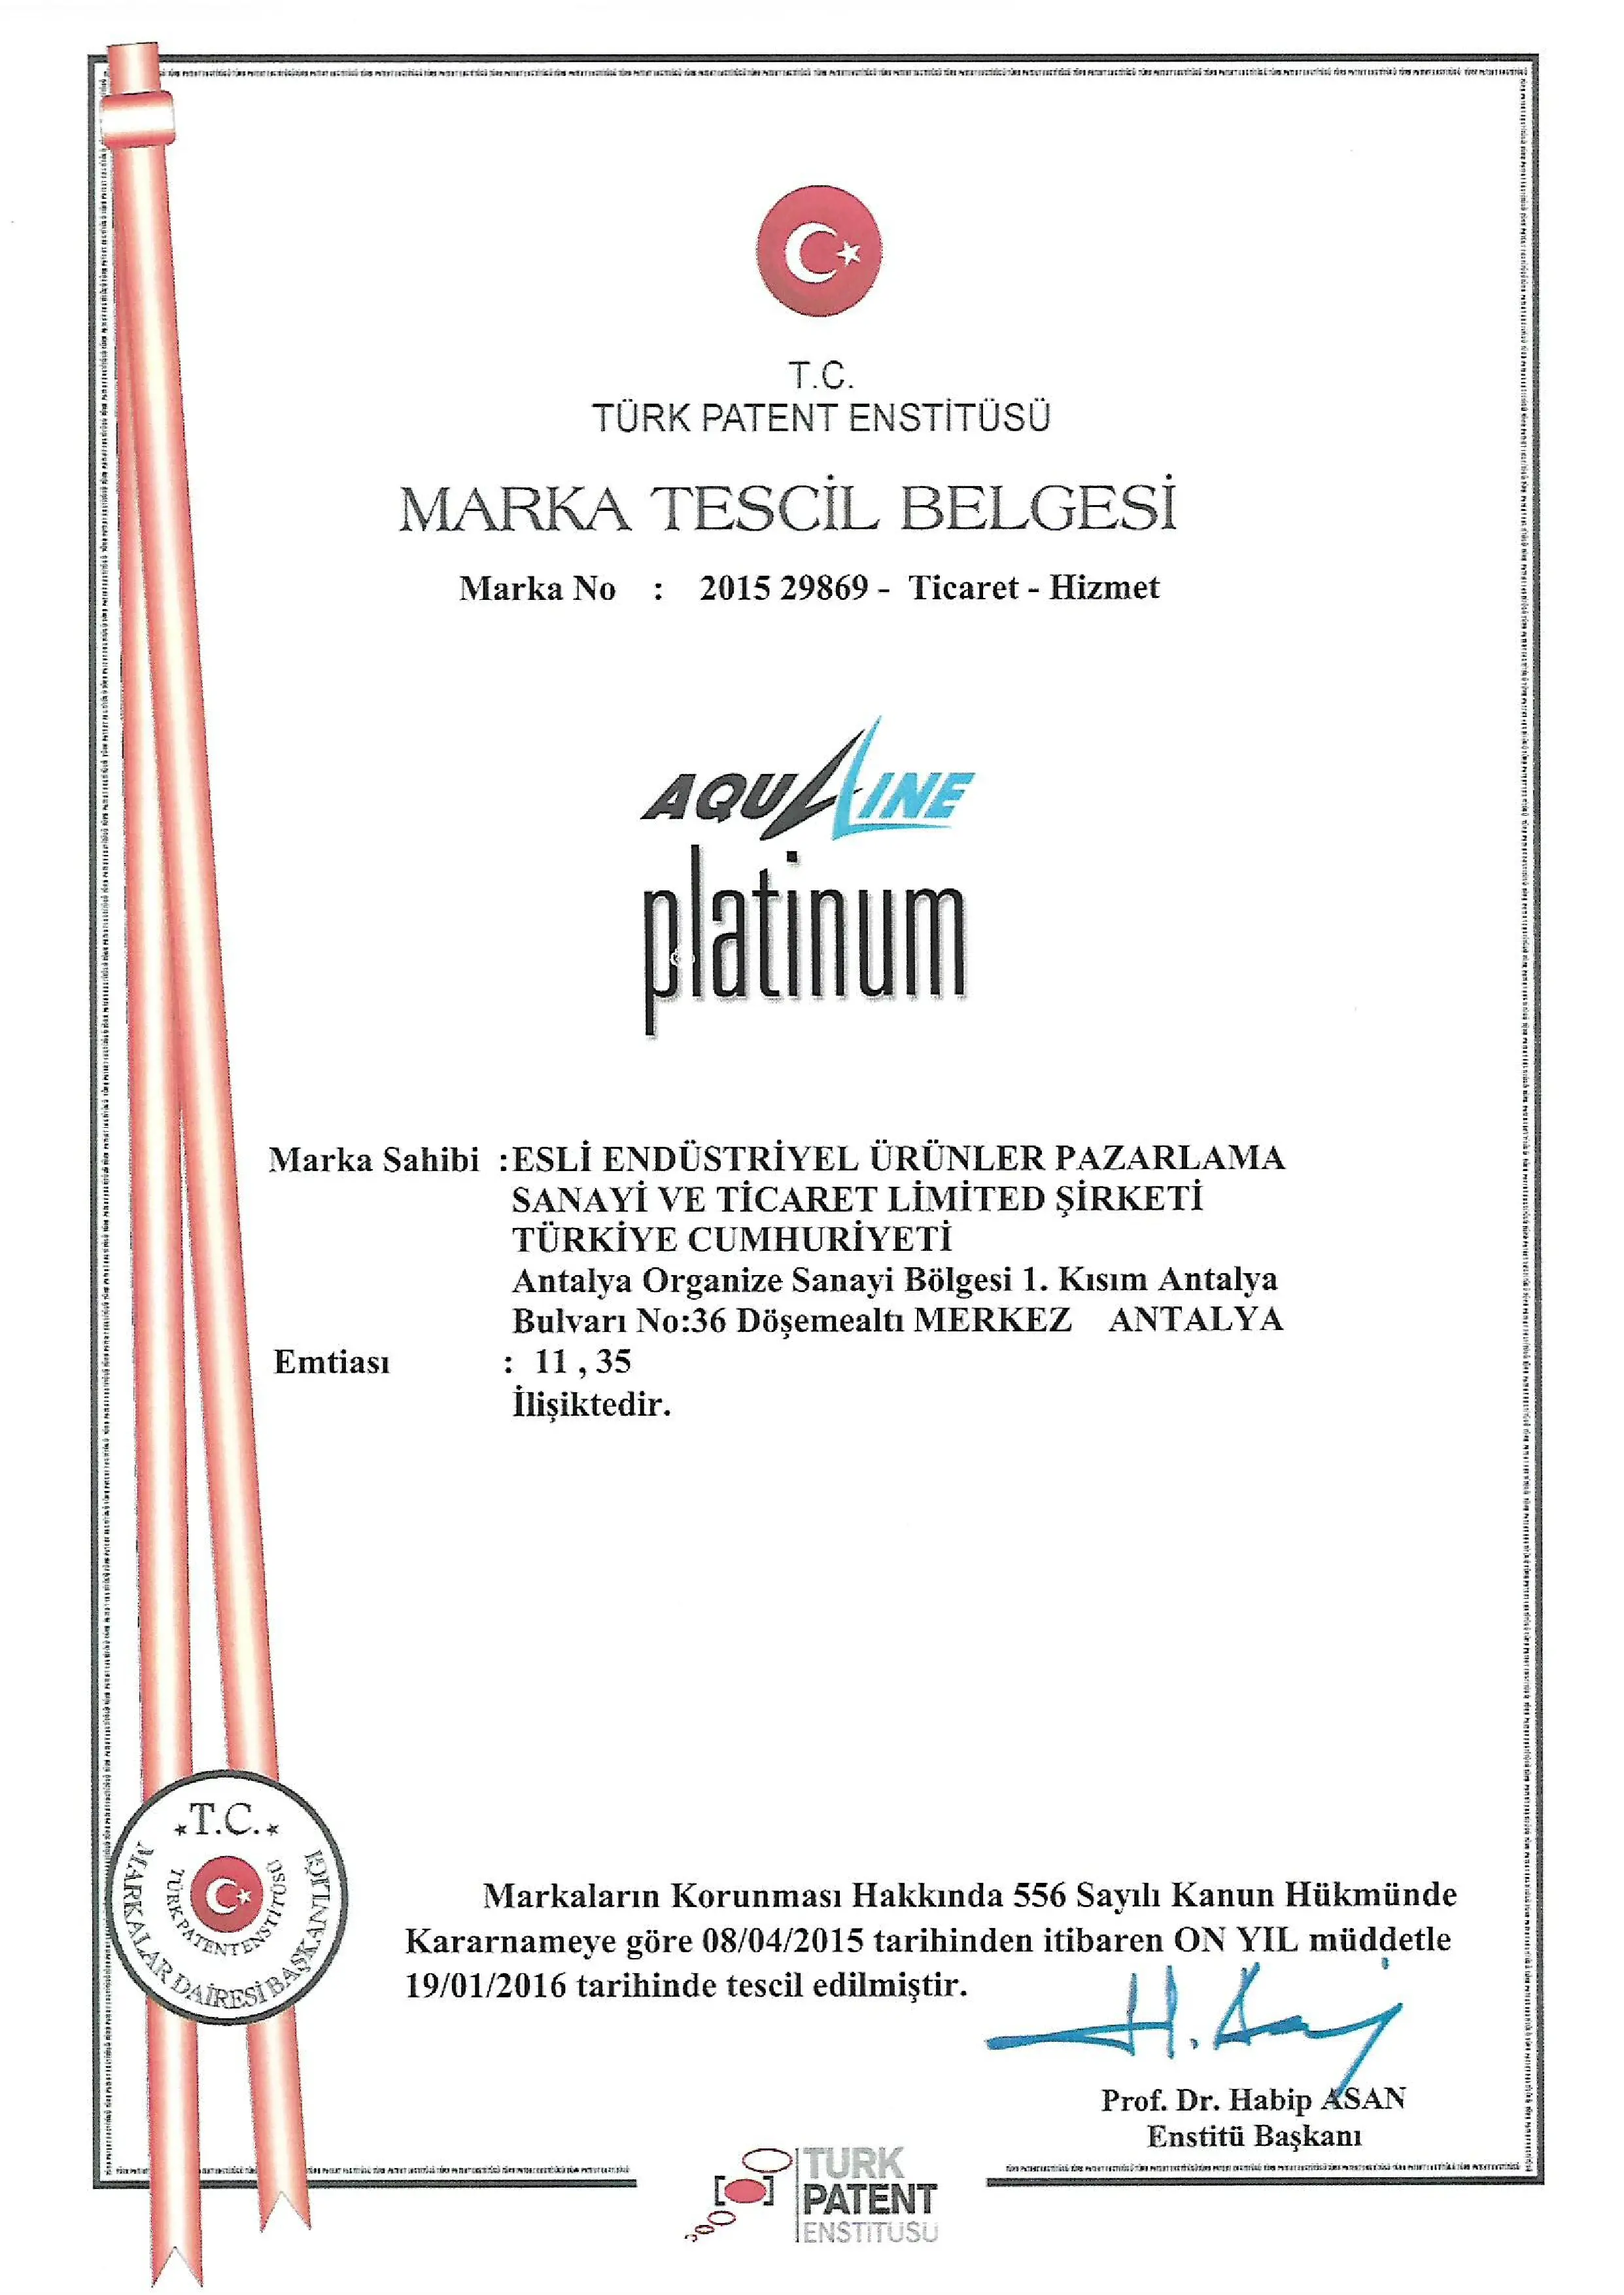 T.C.
TÜRK PATENT ENSTİTÜSÜ
MARKA TESCİL BELGESİ
Marka No : 2015 29869 - Ticaret - Hizmet
AQUALINE
platinum
Marka Sahibi :ESLİ ENDÜSTRİYEL ÜRÜNLER PAZARLAMA
SANAYİ VE TİCARET LİMİTED ŞİRKETİ
TÜRKİYE CUMHURİYETİ
Antalya Organize Sanayi Bölgesi 1. Kısım Antalya
Bulvarı No:36 Döşemealtı MERKEZ ANTALYA
Emtiası : 11 , 35
İlişiktedir.
T.C.
MARKALAR DAİRESİ BAŞKANLIĞI
TÜRK PATENT ENSTİTÜSÜ
Markaların Korunması Hakkında 556 Sayılı Kanun Hükmünde
Kararnameye göre 08/04/2015 tarihinden itibaren ON YIL müddetle
19/01/2016 tarihinde tescil edilmiştir.
Prof. Dr. Habip ASAN
Enstitü Başkanı
TURK
PATENT
ENSTITUSU